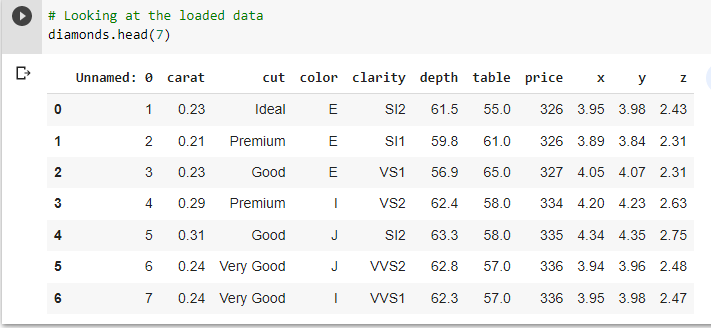 # Looking at the loaded data
diamonds.head(7)
Unnamed: 0 carat cut color clarity depth table price x y z
0 1 0.23 Ideal E SI2 61.5 55.0 326 3.95 3.98 2.43
1 2 0.21 Premium E SI1 59.8 61.0 326 3.89 3.84 2.31
2 3 0.23 Good E VS1 56.9 65.0 327 4.05 4.07 2.31
3 4 0.29 Premium I VS2 62.4 58.0 334 4.20 4.23 2.63
4 5 0.31 Good J SI2 63.3 58.0 335 4.34 4.35 2.75
5 6 0.24 Very Good J VVS2 62.8 57.0 336 3.94 3.96 2.48
6 7 0.24 Very Good I VVS1 62.3 57.0 336 3.95 3.98 2.47